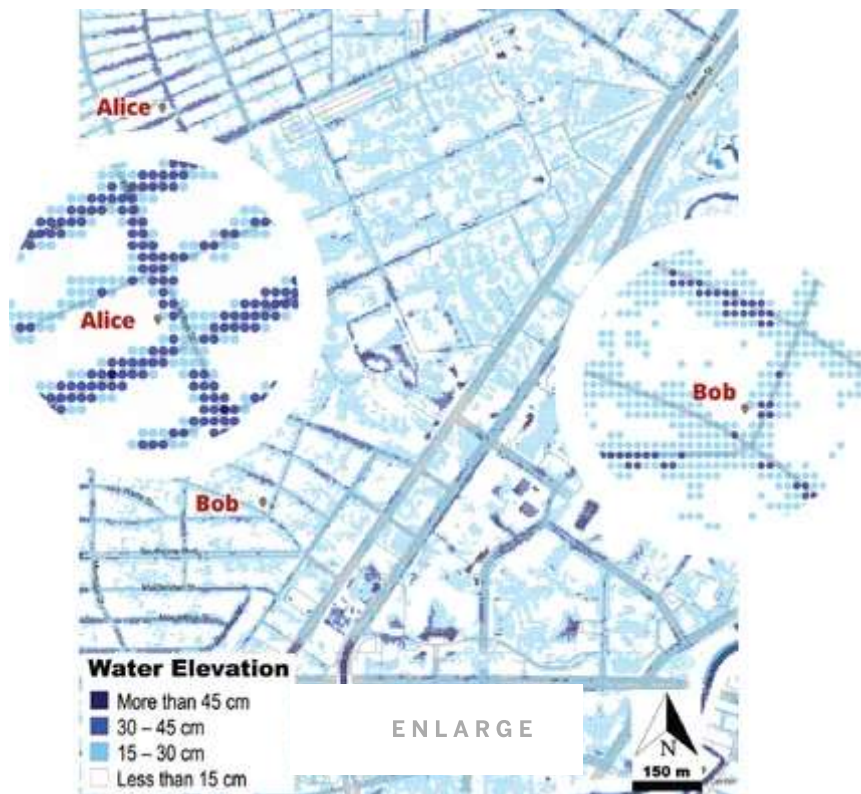 Alice
Alice
Bob
Bob
Water Elevation
More than 45 cm
30 – 45 cm
15 – 30 cm
Less than 15 cm
ENLARGE
N
150 m